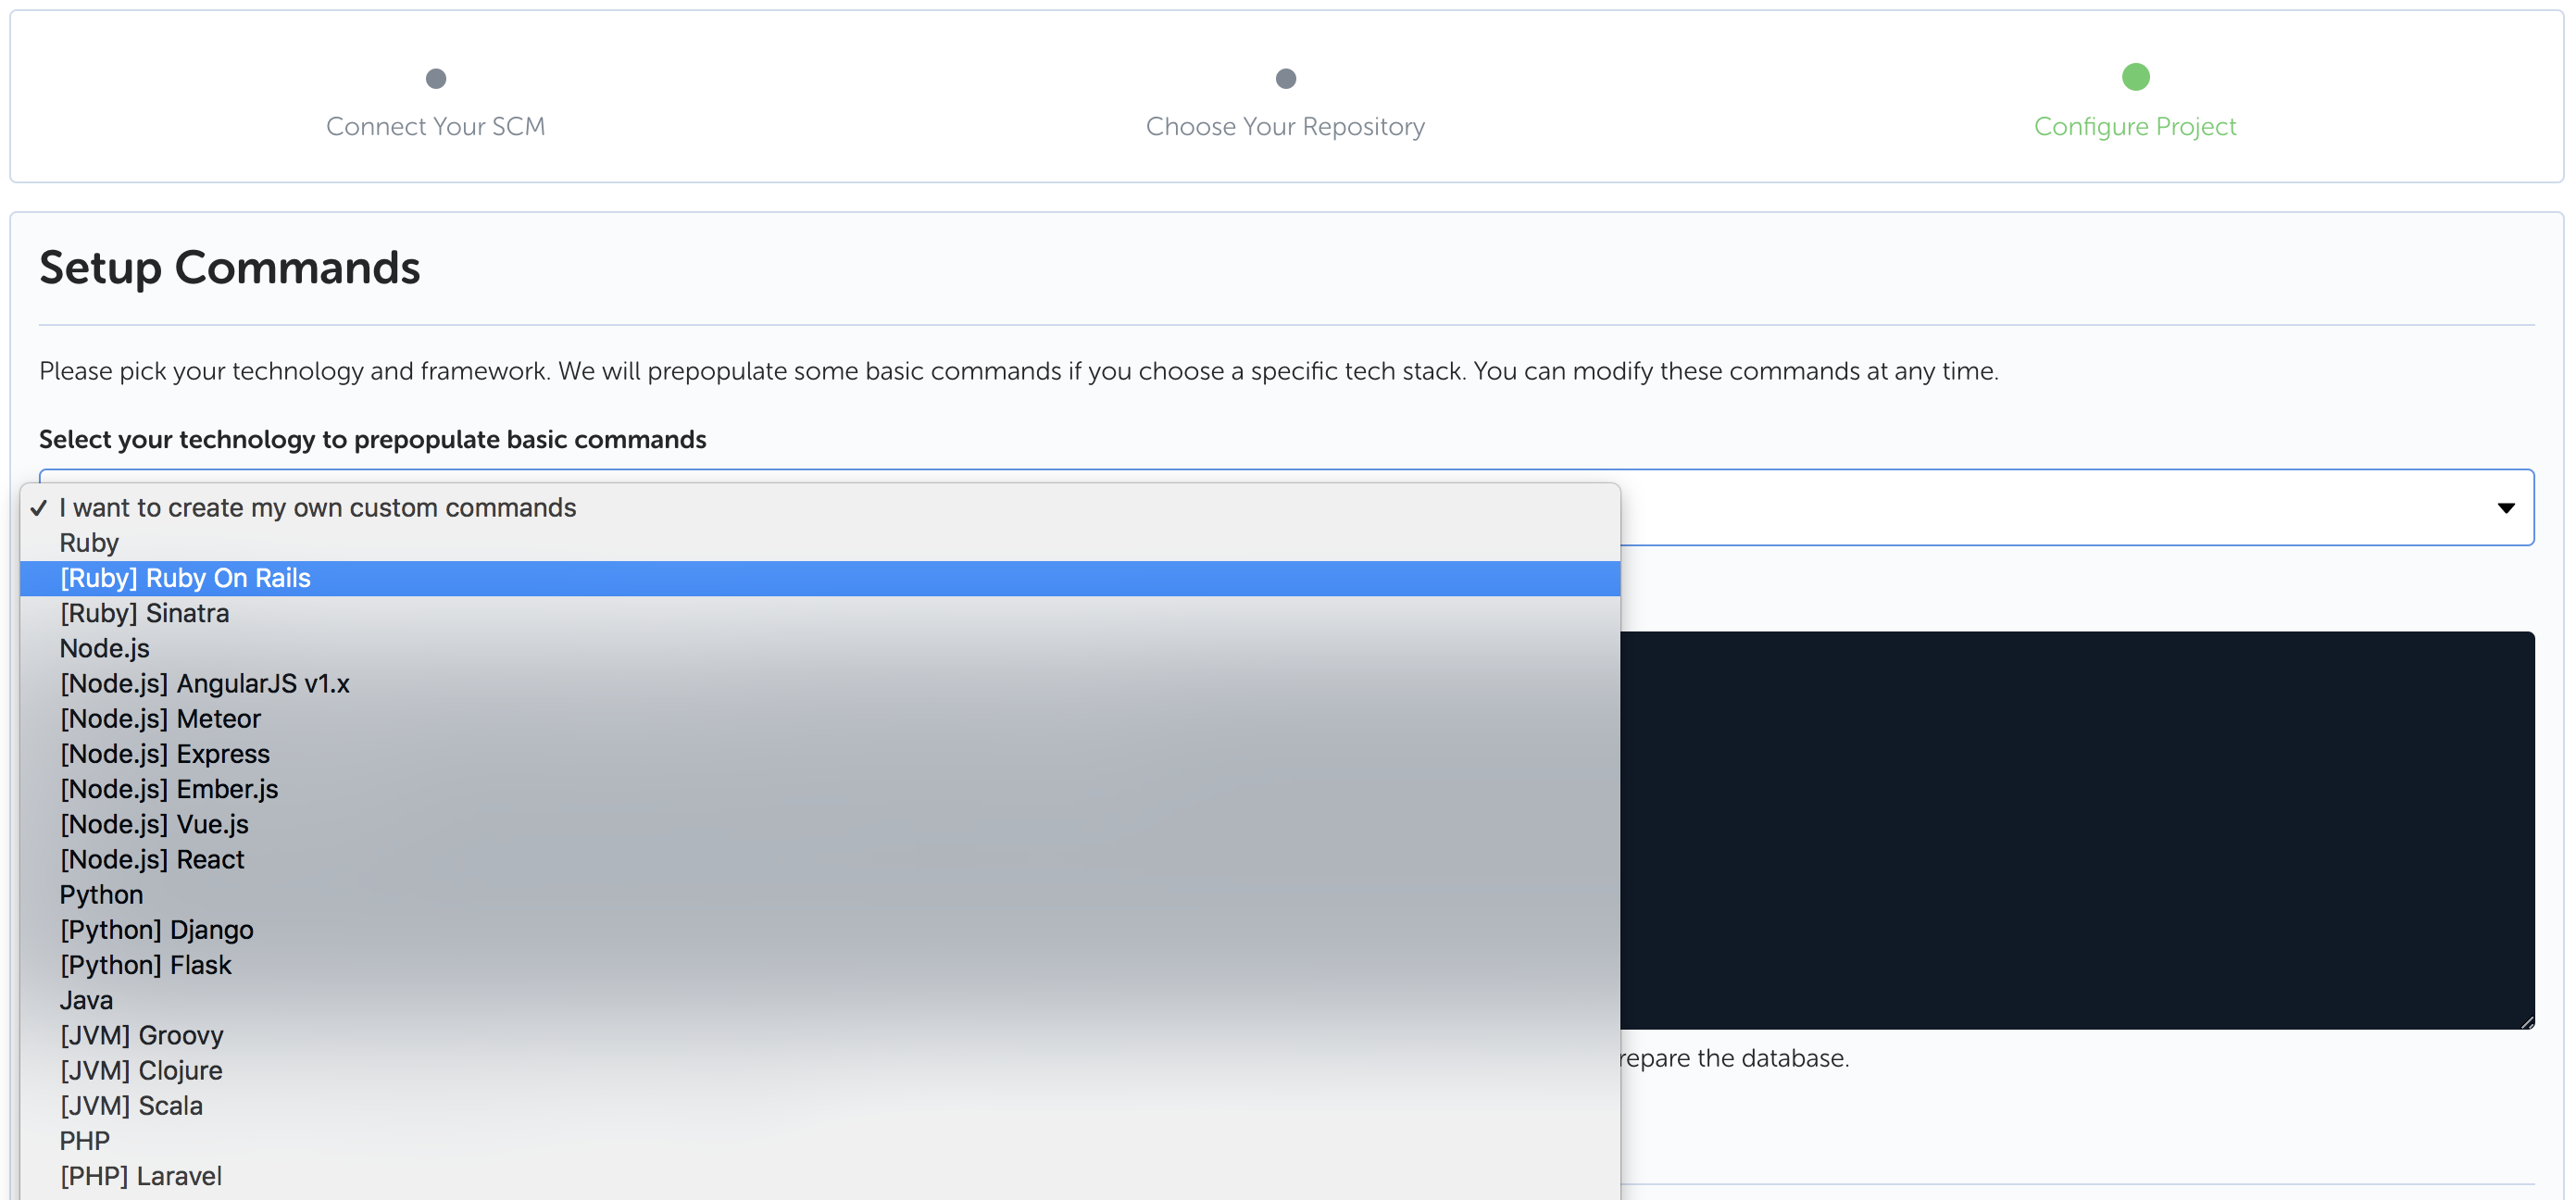 Connect Your SCM
Choose Your Repository
Configure Project
Setup Commands
Please pick your technology and framework. We will prepopulate some basic commands if you choose a specific tech stack. You can modify these commands at any time.
Select your technology to prepopulate basic commands
✓ I want to create my own custom commands
Ruby
[Ruby] Ruby On Rails
[Ruby] Sinatra
Node.js
[Node.js] AngularJS v1.x
[Node.js] Meteor
[Node.js] Express
[Node.js] Ember.js
[Node.js] Vue.js
[Node.js] React
Python
[Python] Django
[Python] Flask
Java
[JVM] Groovy
[JVM] Clojure
repare the database.
[JVM] Scala
PHP
[PHP] Laravel